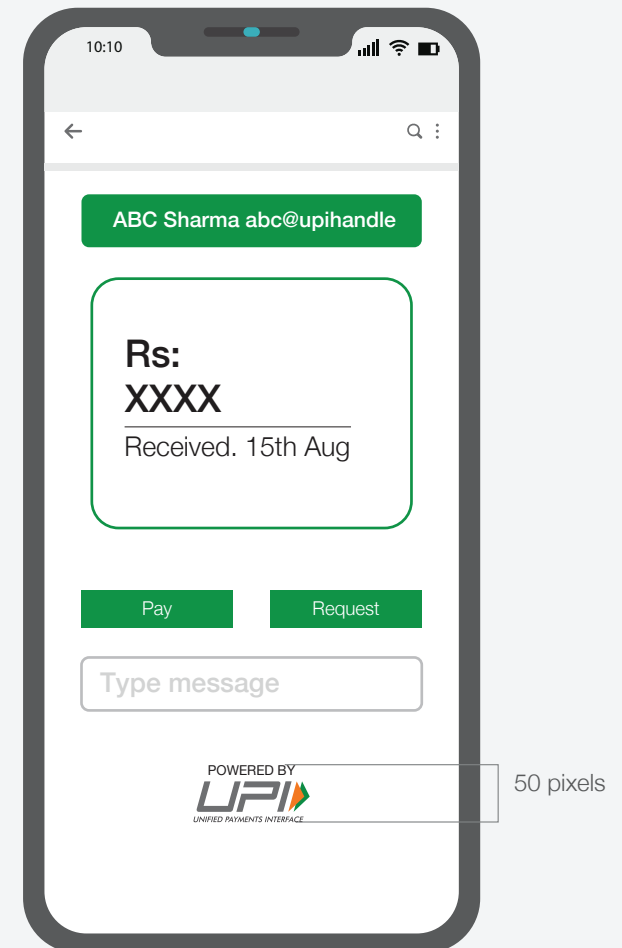 10:10
ABC Sharma abc@upihandle
Rs:
XXXX
Received. 15th Aug
Pay
Request
Type message
POWERED BY
UPI
UNIFIED PAYMENTS INTERFACE
50 pixels